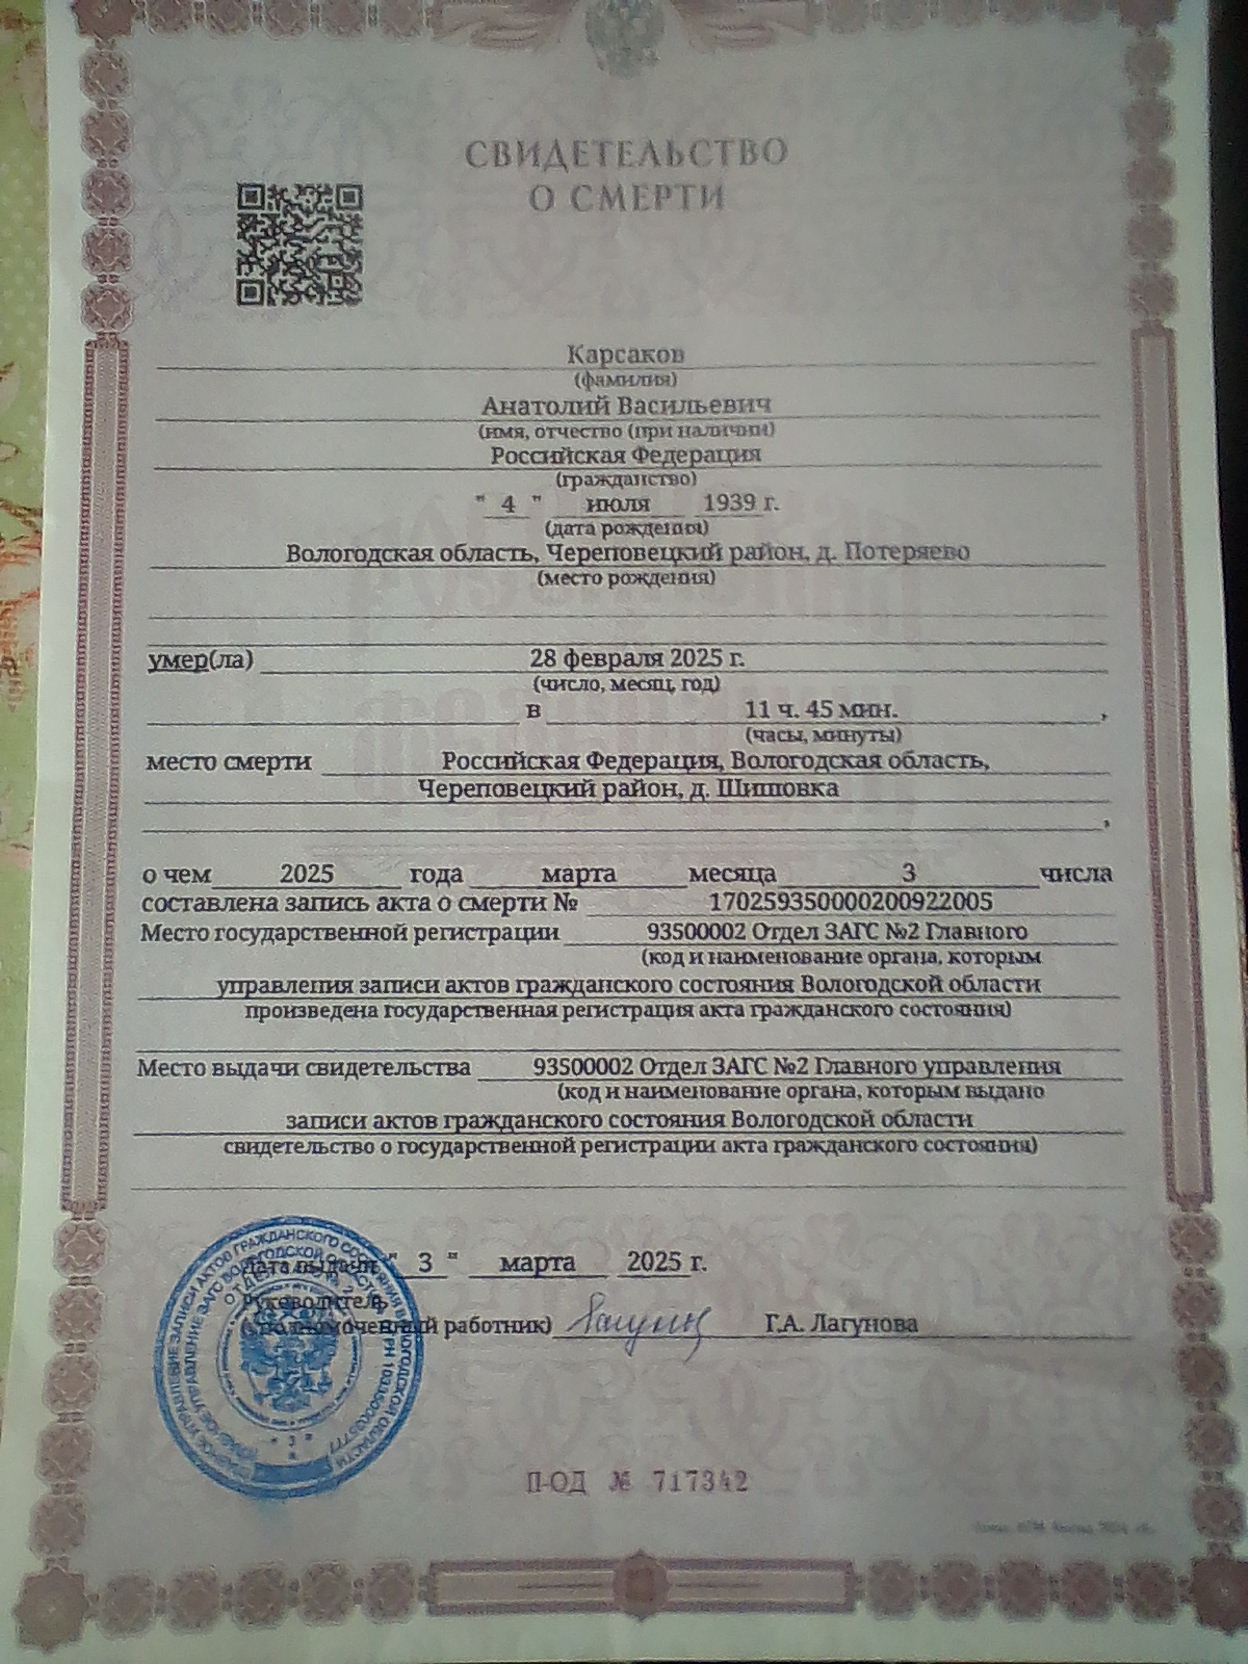 СВИДЕТЕЛЬСТВО
О СМЕРТИ
Карсаков
(фамилия)
Анатолий Васильевич
(имя, отчество (при наличии)
Российская Федерация
(гражданство)
" 4 " июля 1939 г.
(дата рождения)
Вологодская область, Череповецкий район, д. Потеряево
(место рождения)
умер(ла) 28 февраля 2025 г.
(число, месяц, год)
в 11 ч. 45 мин.,
(часы, минуты)
место смерти Российская Федерация, Вологодская область,
Череповецкий район, д. Шипповка
,
о чем 2025 года марта месяца 3 числа
составлена запись акта о смерти № 170259350000200922005
Место государственной регистрации 93500002 Отдел ЗАГС №2 Главного
(код и наименование органа, которым
управления записи актов гражданского состояния Вологодской области
произведена государственная регистрация акта гражданского состояния)
Место выдачи свидетельства 93500002 Отдел ЗАГС №2 Главного управления
(код и наименование органа, которым выдано
записи актов гражданского состояния Вологодской области
свидетельство о государственной регистрации акта гражданского состояния)
Дата выдачи " 3 " марта 2025 г.
Руководитель
(уполномоченный работник) Г.А. Лагунова
П-ОД № 717342